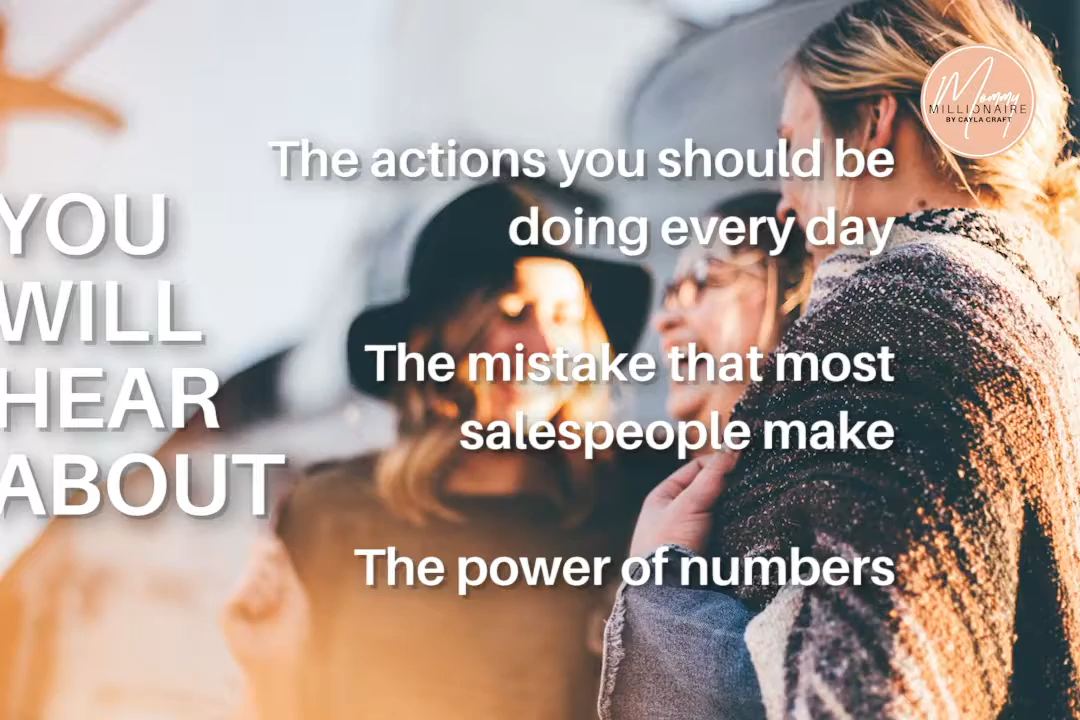 YOU
WILL
HEAR
ABOUT
The actions you should be
doing every day
The mistake that most
salespeople make
The power of numbers
Mommy
MILLIONAIRE
BY CAYLA CRAFT